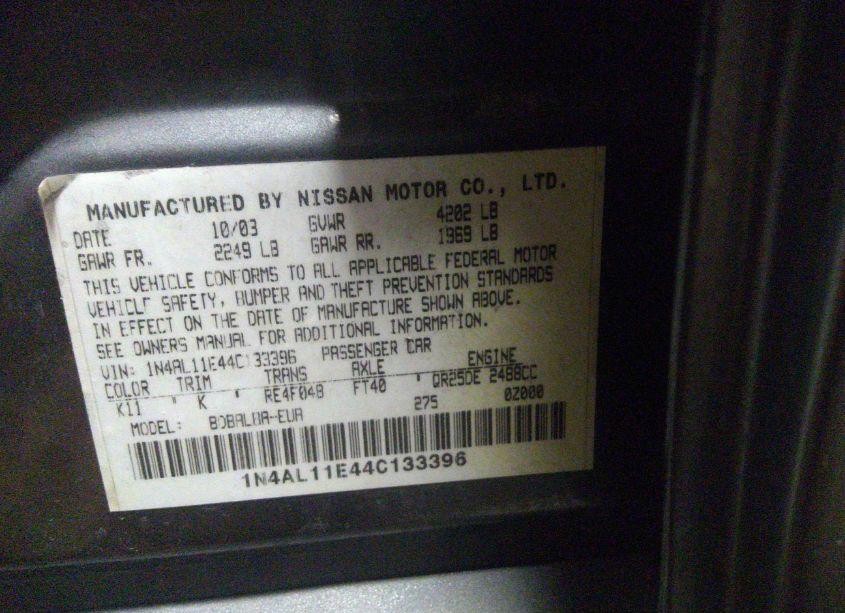 MANUFACTURED BY NISSAN MOTOR CO., LTD.
DATE 10/03 GVWR 4202 LB
GAWR FR. 2249 LB GAWR RR. 1969 LB
THIS VEHICLE CONFORMS TO ALL APPLICABLE FEDERAL MOTOR
VEHICLE SAFETY, BUMPER AND THEFT PREVENTION STANDARDS
IN EFFECT ON THE DATE OF MANUFACTURE SHOWN ABOVE.
SEE OWNERS MANUAL FOR ADDITIONAL INFORMATION.
VIN: 1N4AL11E44C133396 PASSENGER CAR
COLOR TRIM TRANS AXLE ENGINE
K11 " K ' RE4F04B FT40 ' QR25DE 2488CC
MODEL: 275 0Z000
1N4AL11E44C133396